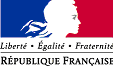 Liberté • Égalité • Fraternité
RÉPUBLIQUE FRANÇAISE